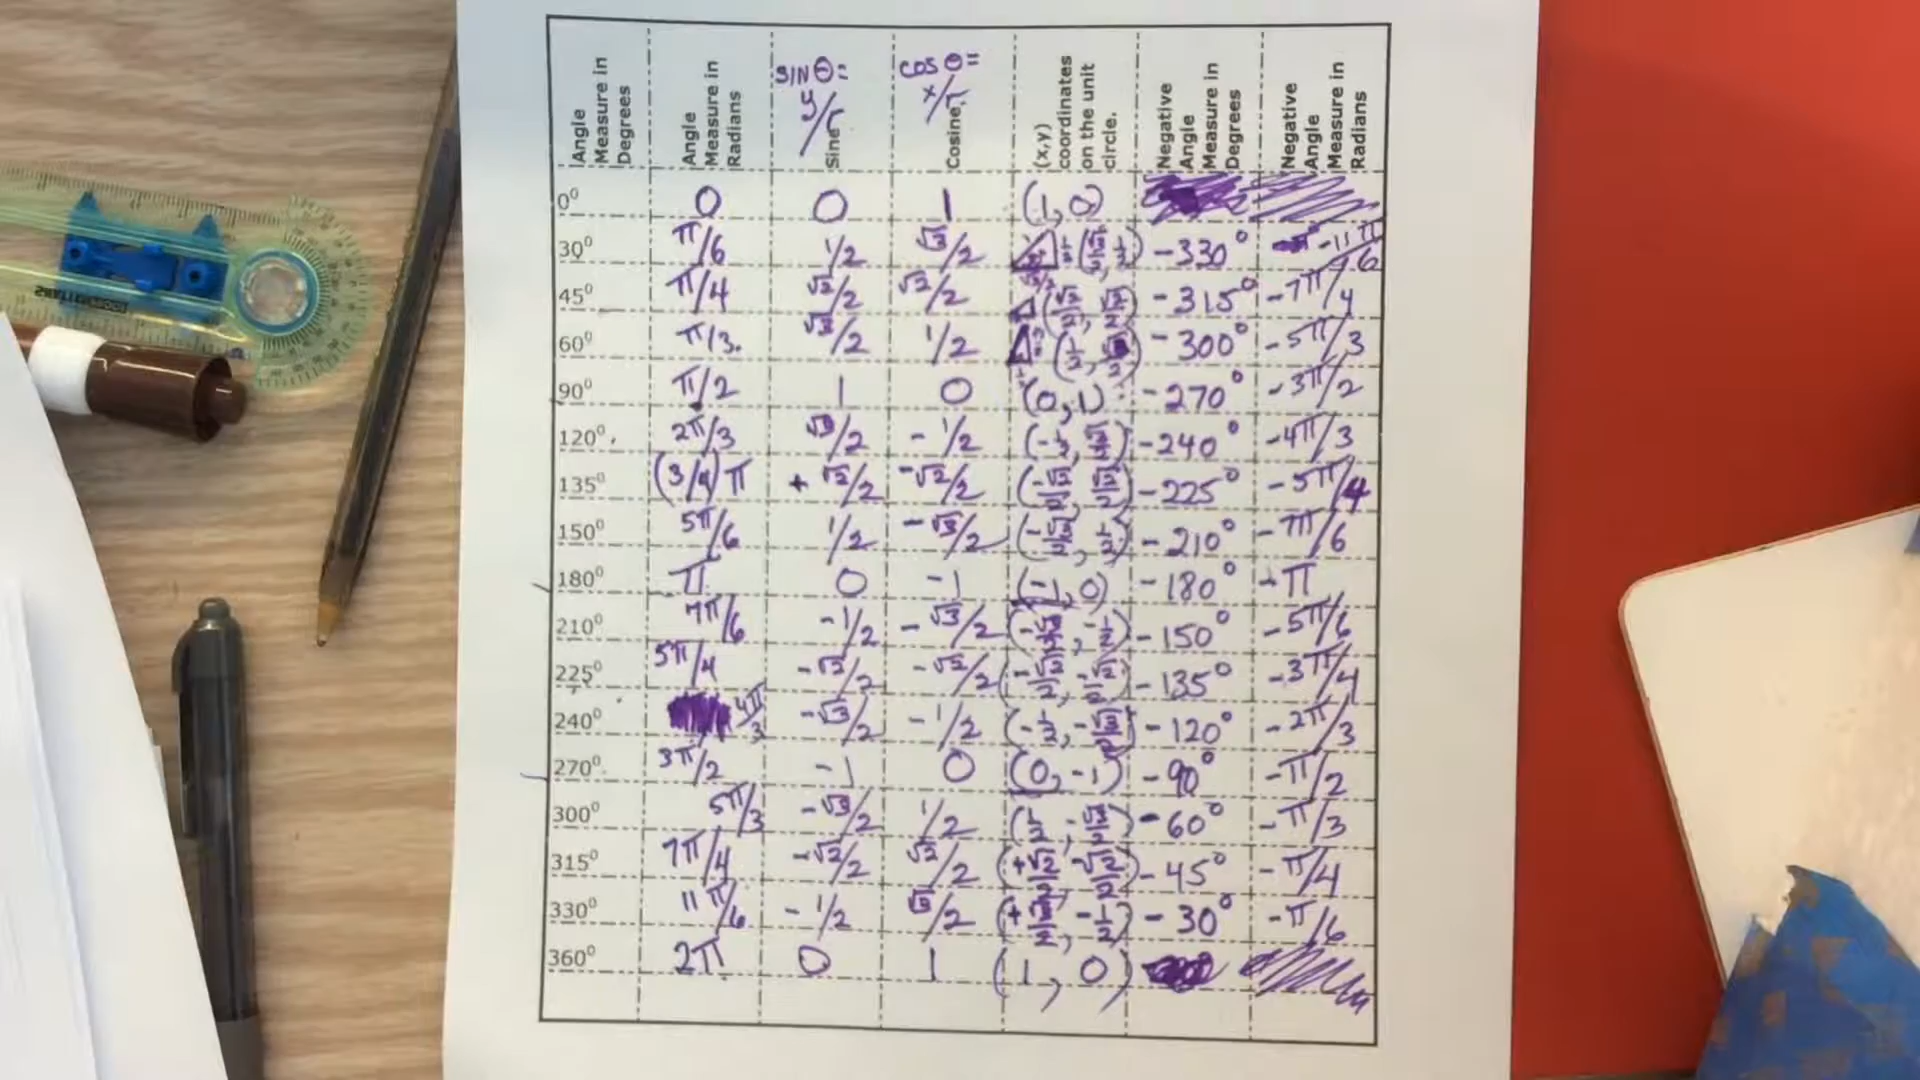 Angle Measure in Degrees | Angle Measure in Radians | SIN Θ= y/r Sine | COS Θ= x/r Cosine | (x,y) coordinates on the unit circle. | Negative Angle Measure in Degrees | Negative Angle Measure in Radians
0° | 0 | 0 | 1 | (1, 0)
30° | π/6 | 1/2 | √3/2 | (√3/2, 1/2) | -330° | -11π/6
45° | π/4 | √2/2 | √2/2 | (√2/2, √2/2) | -315° | -7π/4
60° | π/3 | √3/2 | 1/2 | (1/2, √3/2) | -300° | -5π/3
90° | π/2 | 1 | 0 | (0, 1) | -270° | -3π/2
120° | 2π/3 | √3/2 | -1/2 | (-1/2, √3/2) | -240° | -4π/3
135° | (3/4)π | + √2/2 | -√2/2 | (-√2/2, √2/2) | -225° | -5π/4
150° | 5π/6 | 1/2 | -√3/2 | (-√3/2, 1/2) | -210° | -7π/6
180° | π | 0 | -1 | (-1, 0) | -180° | -π
210° | 7π/6 | -1/2 | -√3/2 | (-√3/2, -1/2) | -150° | -5π/6
225° | 5π/4 | -√2/2 | -√2/2 | (-√2/2, -√2/2) | -135° | -3π/4
240° | 4π/3 | -√3/2 | -1/2 | (-1/2, -√3/2) | -120° | -2π/3
270° | 3π/2 | -1 | 0 | (0, -1) | -90° | -π/2
300° | 5π/3 | -√3/2 | 1/2 | (1/2, -√3/2) | -60° | -π/3
315° | 7π/4 | -√2/2 | √2/2 | (+√2/2, -√2/2) | -45° | -π/4
330° | 11π/6 | -1/2 | √3/2 | (+√3/2, -1/2) | -30° | -π/6
360° | 2π | 0 | 1 | (1, 0)